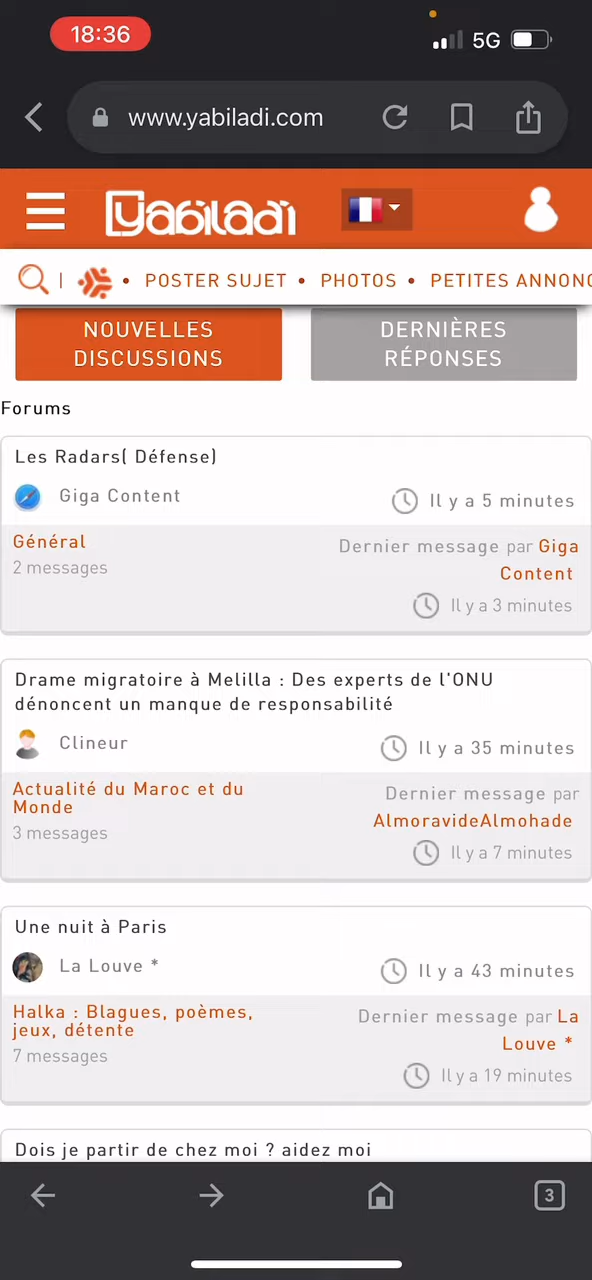 18:36
5G
www.yabiladi.com
yabiladi
| • POSTER SUJET • PHOTOS • PETITES ANNONC
NOUVELLES
DISCUSSIONS
DERNIÈRES
RÉPONSES
Forums
Les Radars( Défense)
Giga Content
Il y a 5 minutes
Général
2 messages
Dernier message par Giga
Content
Il y a 3 minutes
Drame migratoire à Melilla : Des experts de l'ONU
dénoncent un manque de responsabilité
Clineur
Il y a 35 minutes
Actualité du Maroc et du
Monde
3 messages
Dernier message par
AlmoravideAlmohade
Il y a 7 minutes
Une nuit à Paris
La Louve *
Il y a 43 minutes
Halka : Blagues, poèmes,
jeux, détente
7 messages
Dernier message par La
Louve *
Il y a 19 minutes
Dois je partir de chez moi ? aidez moi
3